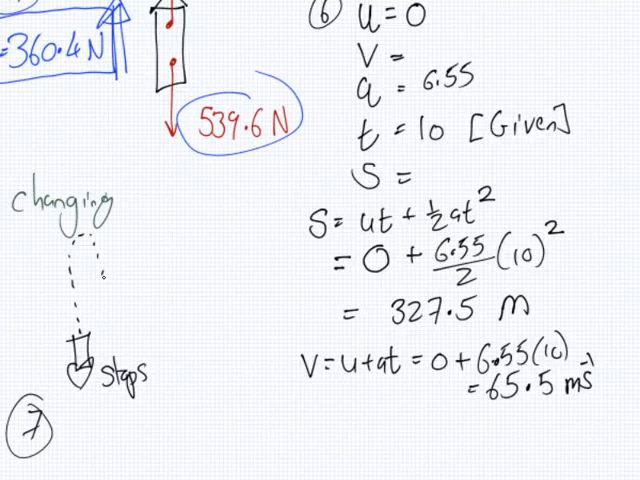 =360.4N
539.6 N
changing
stops
7
6 u = 0
v =
a = 6.55
t = 10 [Given]
S =
S = ut + ½at²
= 0 + 6.55/2 (10)²
= 327.5 m
V = u+at = 0 + 6.55(10)
= 65.5 ms⁻¹